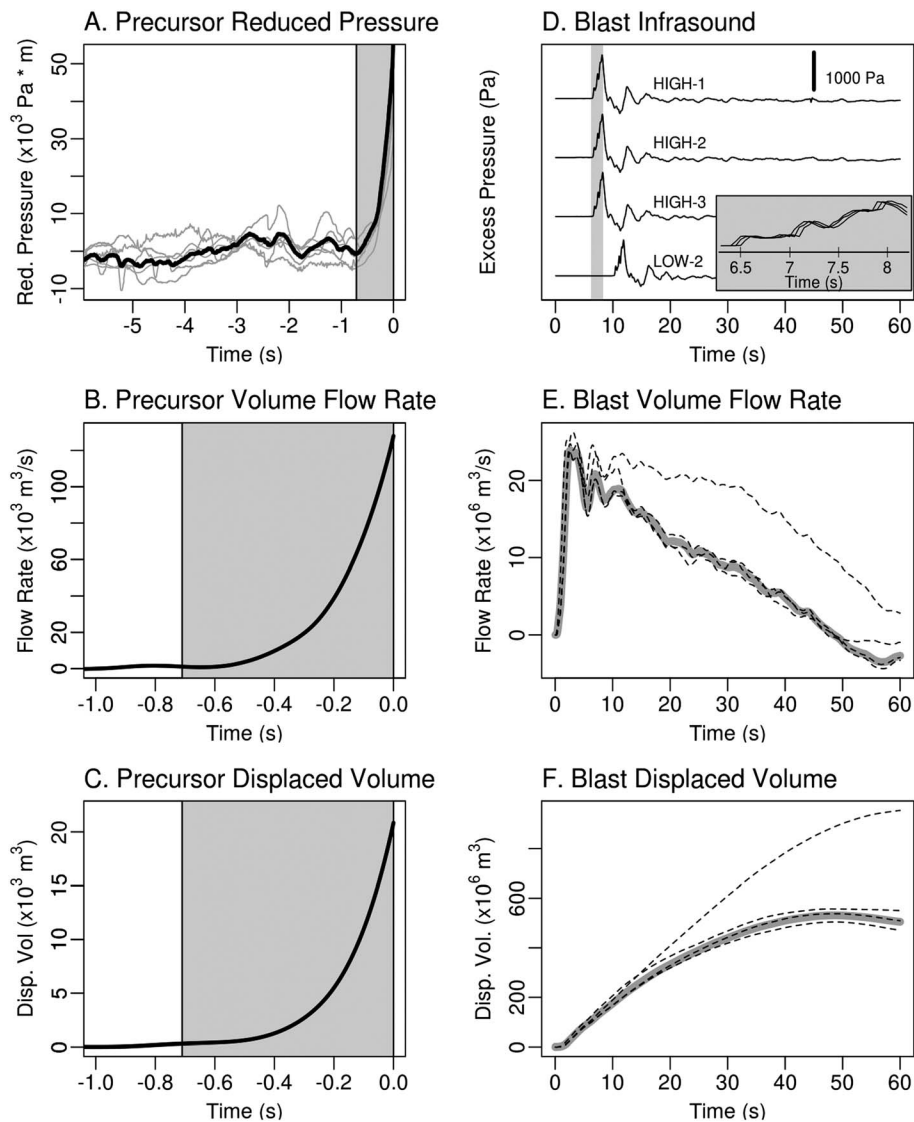 A. Precursor Reduced Pressure
Red. Pressure (x10³ Pa * m)
50
30
10
-10
-5 -4 -3 -2 -1 0
Time (s)
D. Blast Infrasound
Excess Pressure (Pa)
1000 Pa
HIGH-1
HIGH-2
HIGH-3
LOW-2
6.5 7 7.5 8
Time (s)
0 10 20 30 40 50 60
Time (s)
B. Precursor Volume Flow Rate
Flow Rate (x10³ m³/s)
100
60
20
0
-1.0 -0.8 -0.6 -0.4 -0.2 0.0
Time (s)
E. Blast Volume Flow Rate
Flow Rate (x10⁶ m³/s)
20
10
0
0 10 20 30 40 50 60
Time (s)
C. Precursor Displaced Volume
Disp. Vol (x10³ m³)
20
15
10
5
0
-1.0 -0.8 -0.6 -0.4 -0.2 0.0
Time (s)
F. Blast Displaced Volume
Disp. Vol. (x10⁶ m³)
600
200
0
0 10 20 30 40 50 60
Time (s)